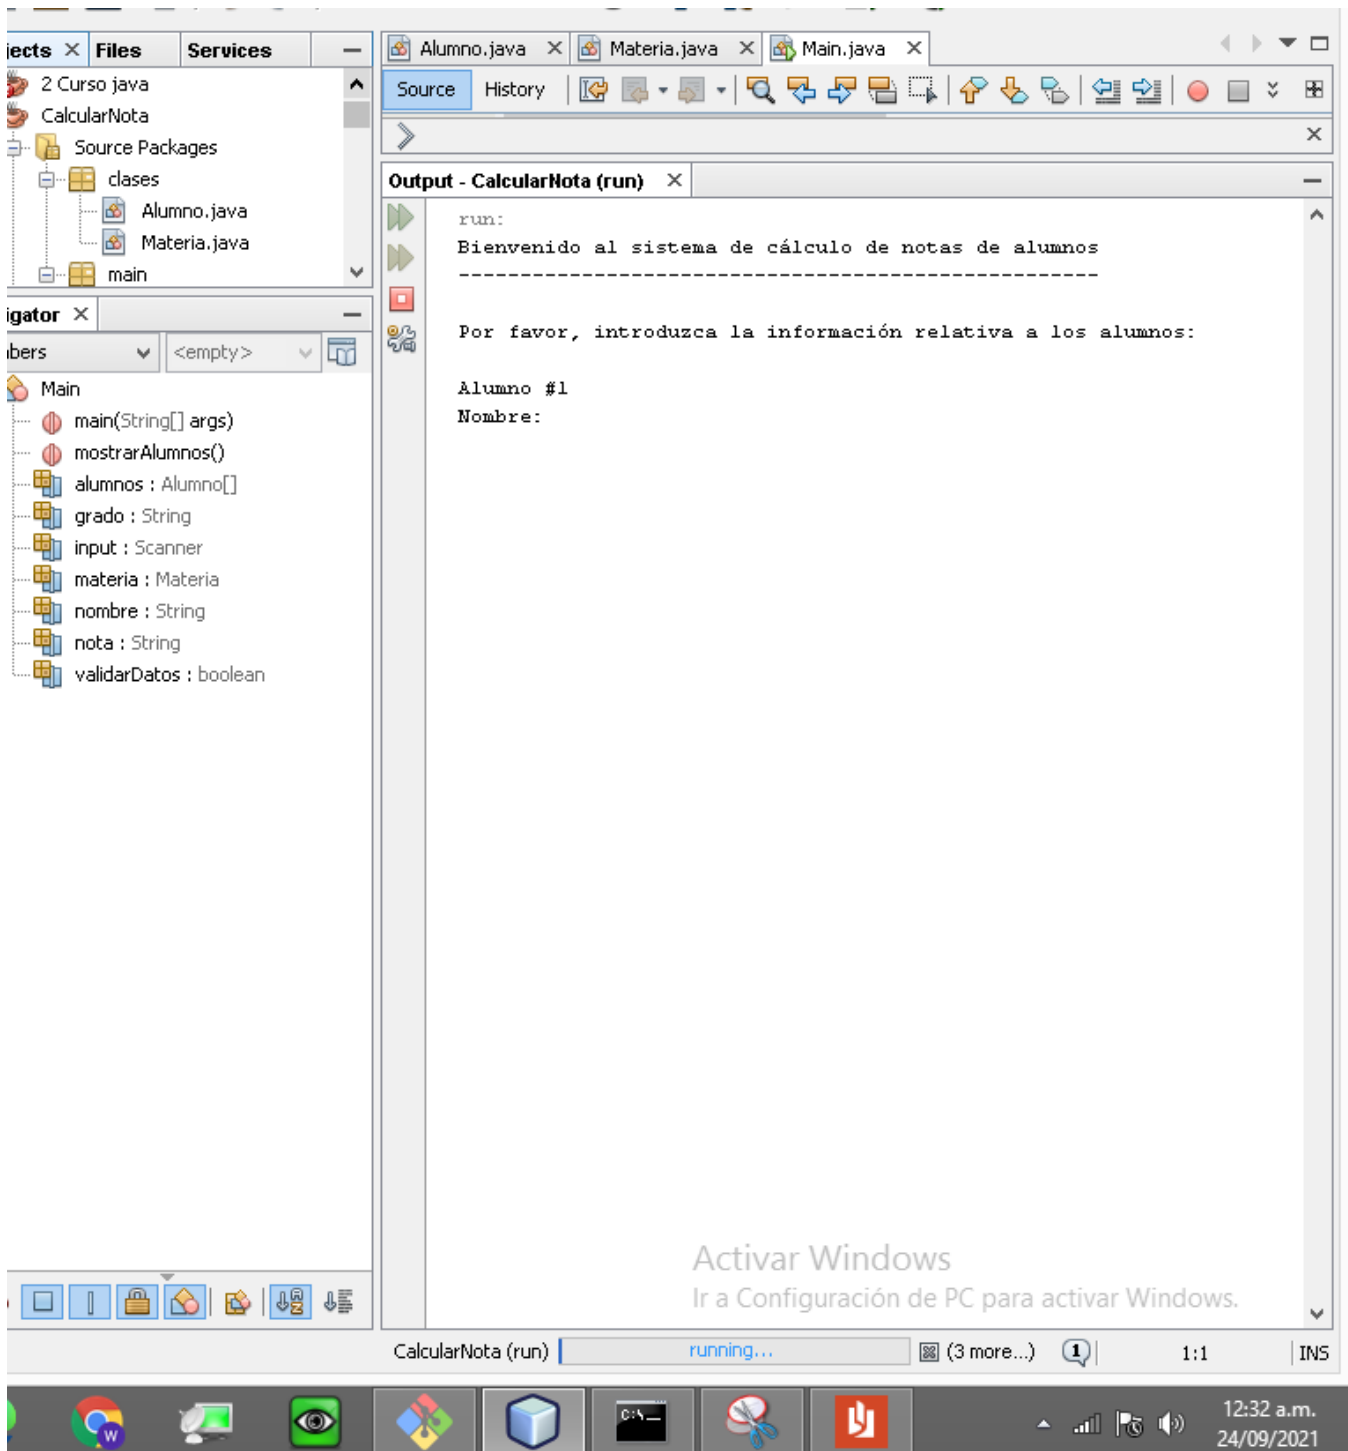 jects Files Services
2 Curso java
CalcularNota
Source Packages
clases
Alumno.java
Materia.java
main
igator
bers <empty>
Main
main(String[] args)
mostrarAlumnos()
alumnos : Alumno[]
grado : String
input : Scanner
materia : Materia
nombre : String
nota : String
validarDatos : boolean
Alumno.java Materia.java Main.java
Source History
Output - CalcularNota (run)
run:
Bienvenido al sistema de cálculo de notas de alumnos
----------------------------------------------------
Por favor, introduzca la información relativa a los alumnos:
Alumno #1
Nombre:
Activar Windows
Ir a Configuración de PC para activar Windows.
CalcularNota (run) running... (3 more...) 1 1:1 INS
W C:\_ 12:32 a.m.
24/09/2021